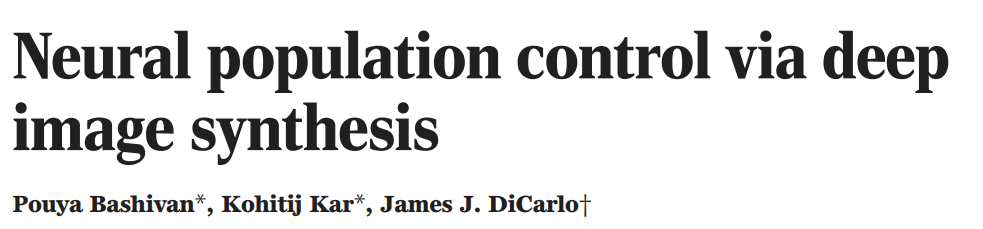 Neural population control via deep
image synthesis
Pouya Bashivan*, Kohitij Kar*, James J. DiCarlo†